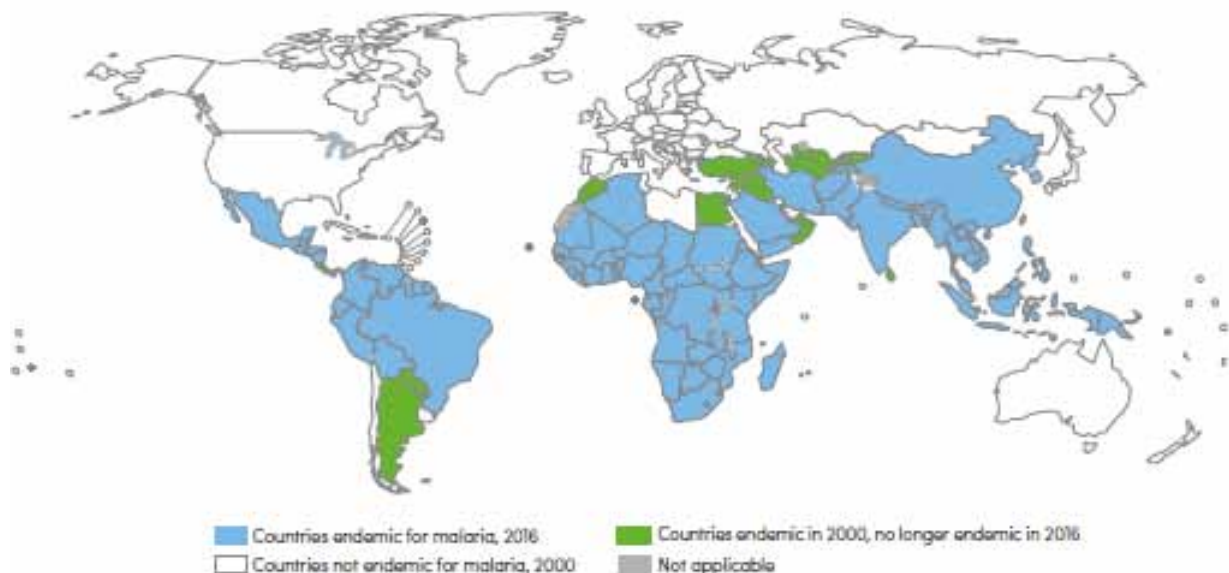 Countries endemic for malaria, 2016
Countries endemic in 2000, no longer endemic in 2016
Countries not endemic for malaria, 2000
Not applicable